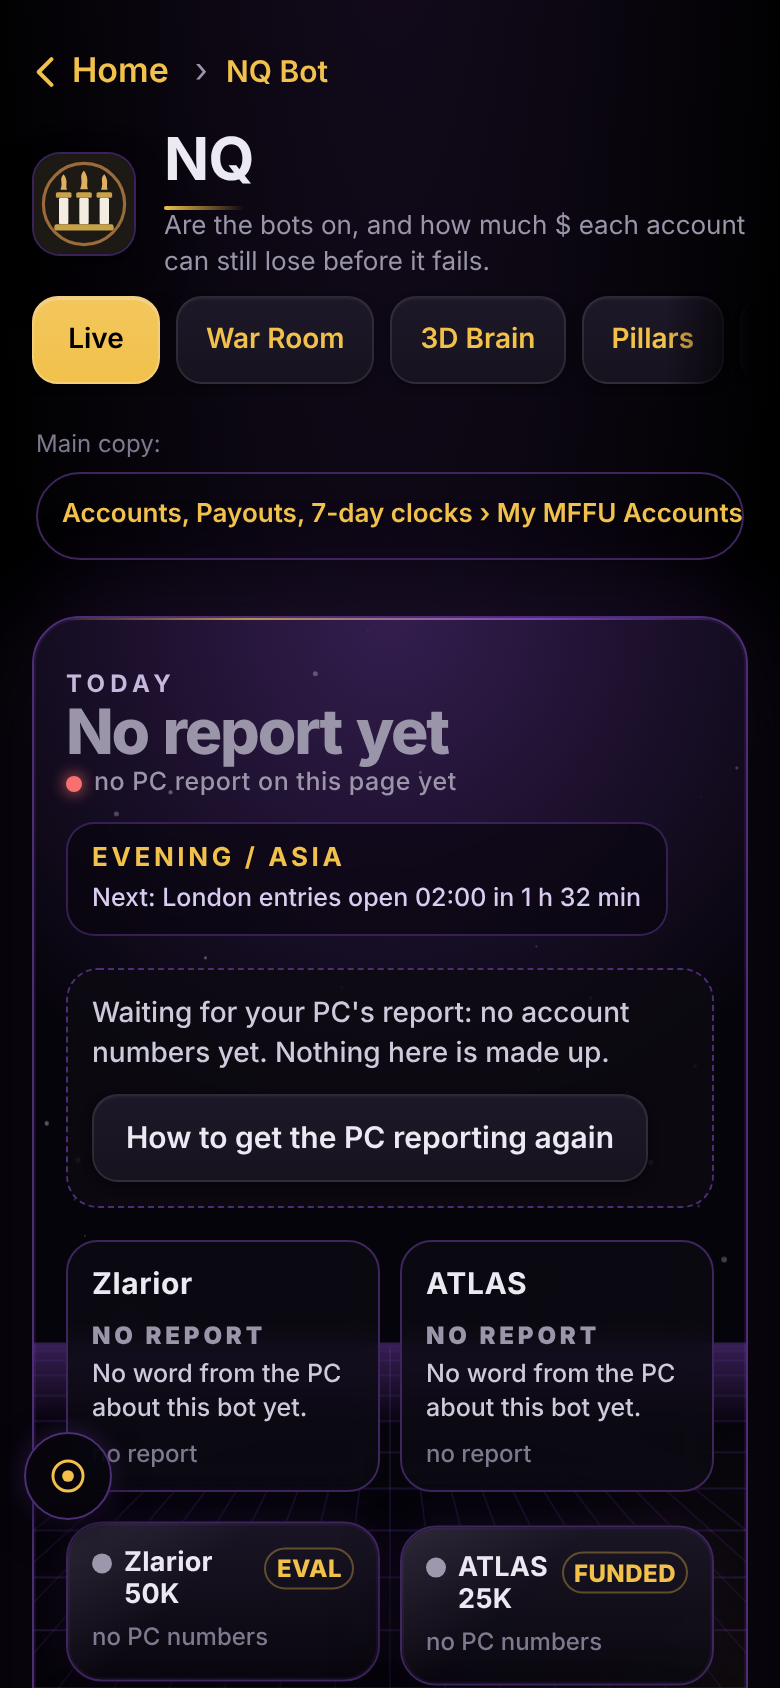 Home › NQ Bot
NQ
Are the bots on, and how much $ each account
can still lose before it fails.
Live War Room 3D Brain Pillars
Main copy:
Accounts, Payouts, 7-day clocks › My MFFU Accounts
TODAY
No report yet
no PC report on this page yet
EVENING / ASIA
Next: London entries open 02:00 in 1 h 32 min
Waiting for your PC's report: no account
numbers yet. Nothing here is made up.
How to get the PC reporting again
Zlarior
NO REPORT
No word from the PC
about this bot yet.
o report
ATLAS
NO REPORT
No word from the PC
about this bot yet.
no report
Zlarior
50K
EVAL
no PC numbers
ATLAS
25K
FUNDED
no PC numbers